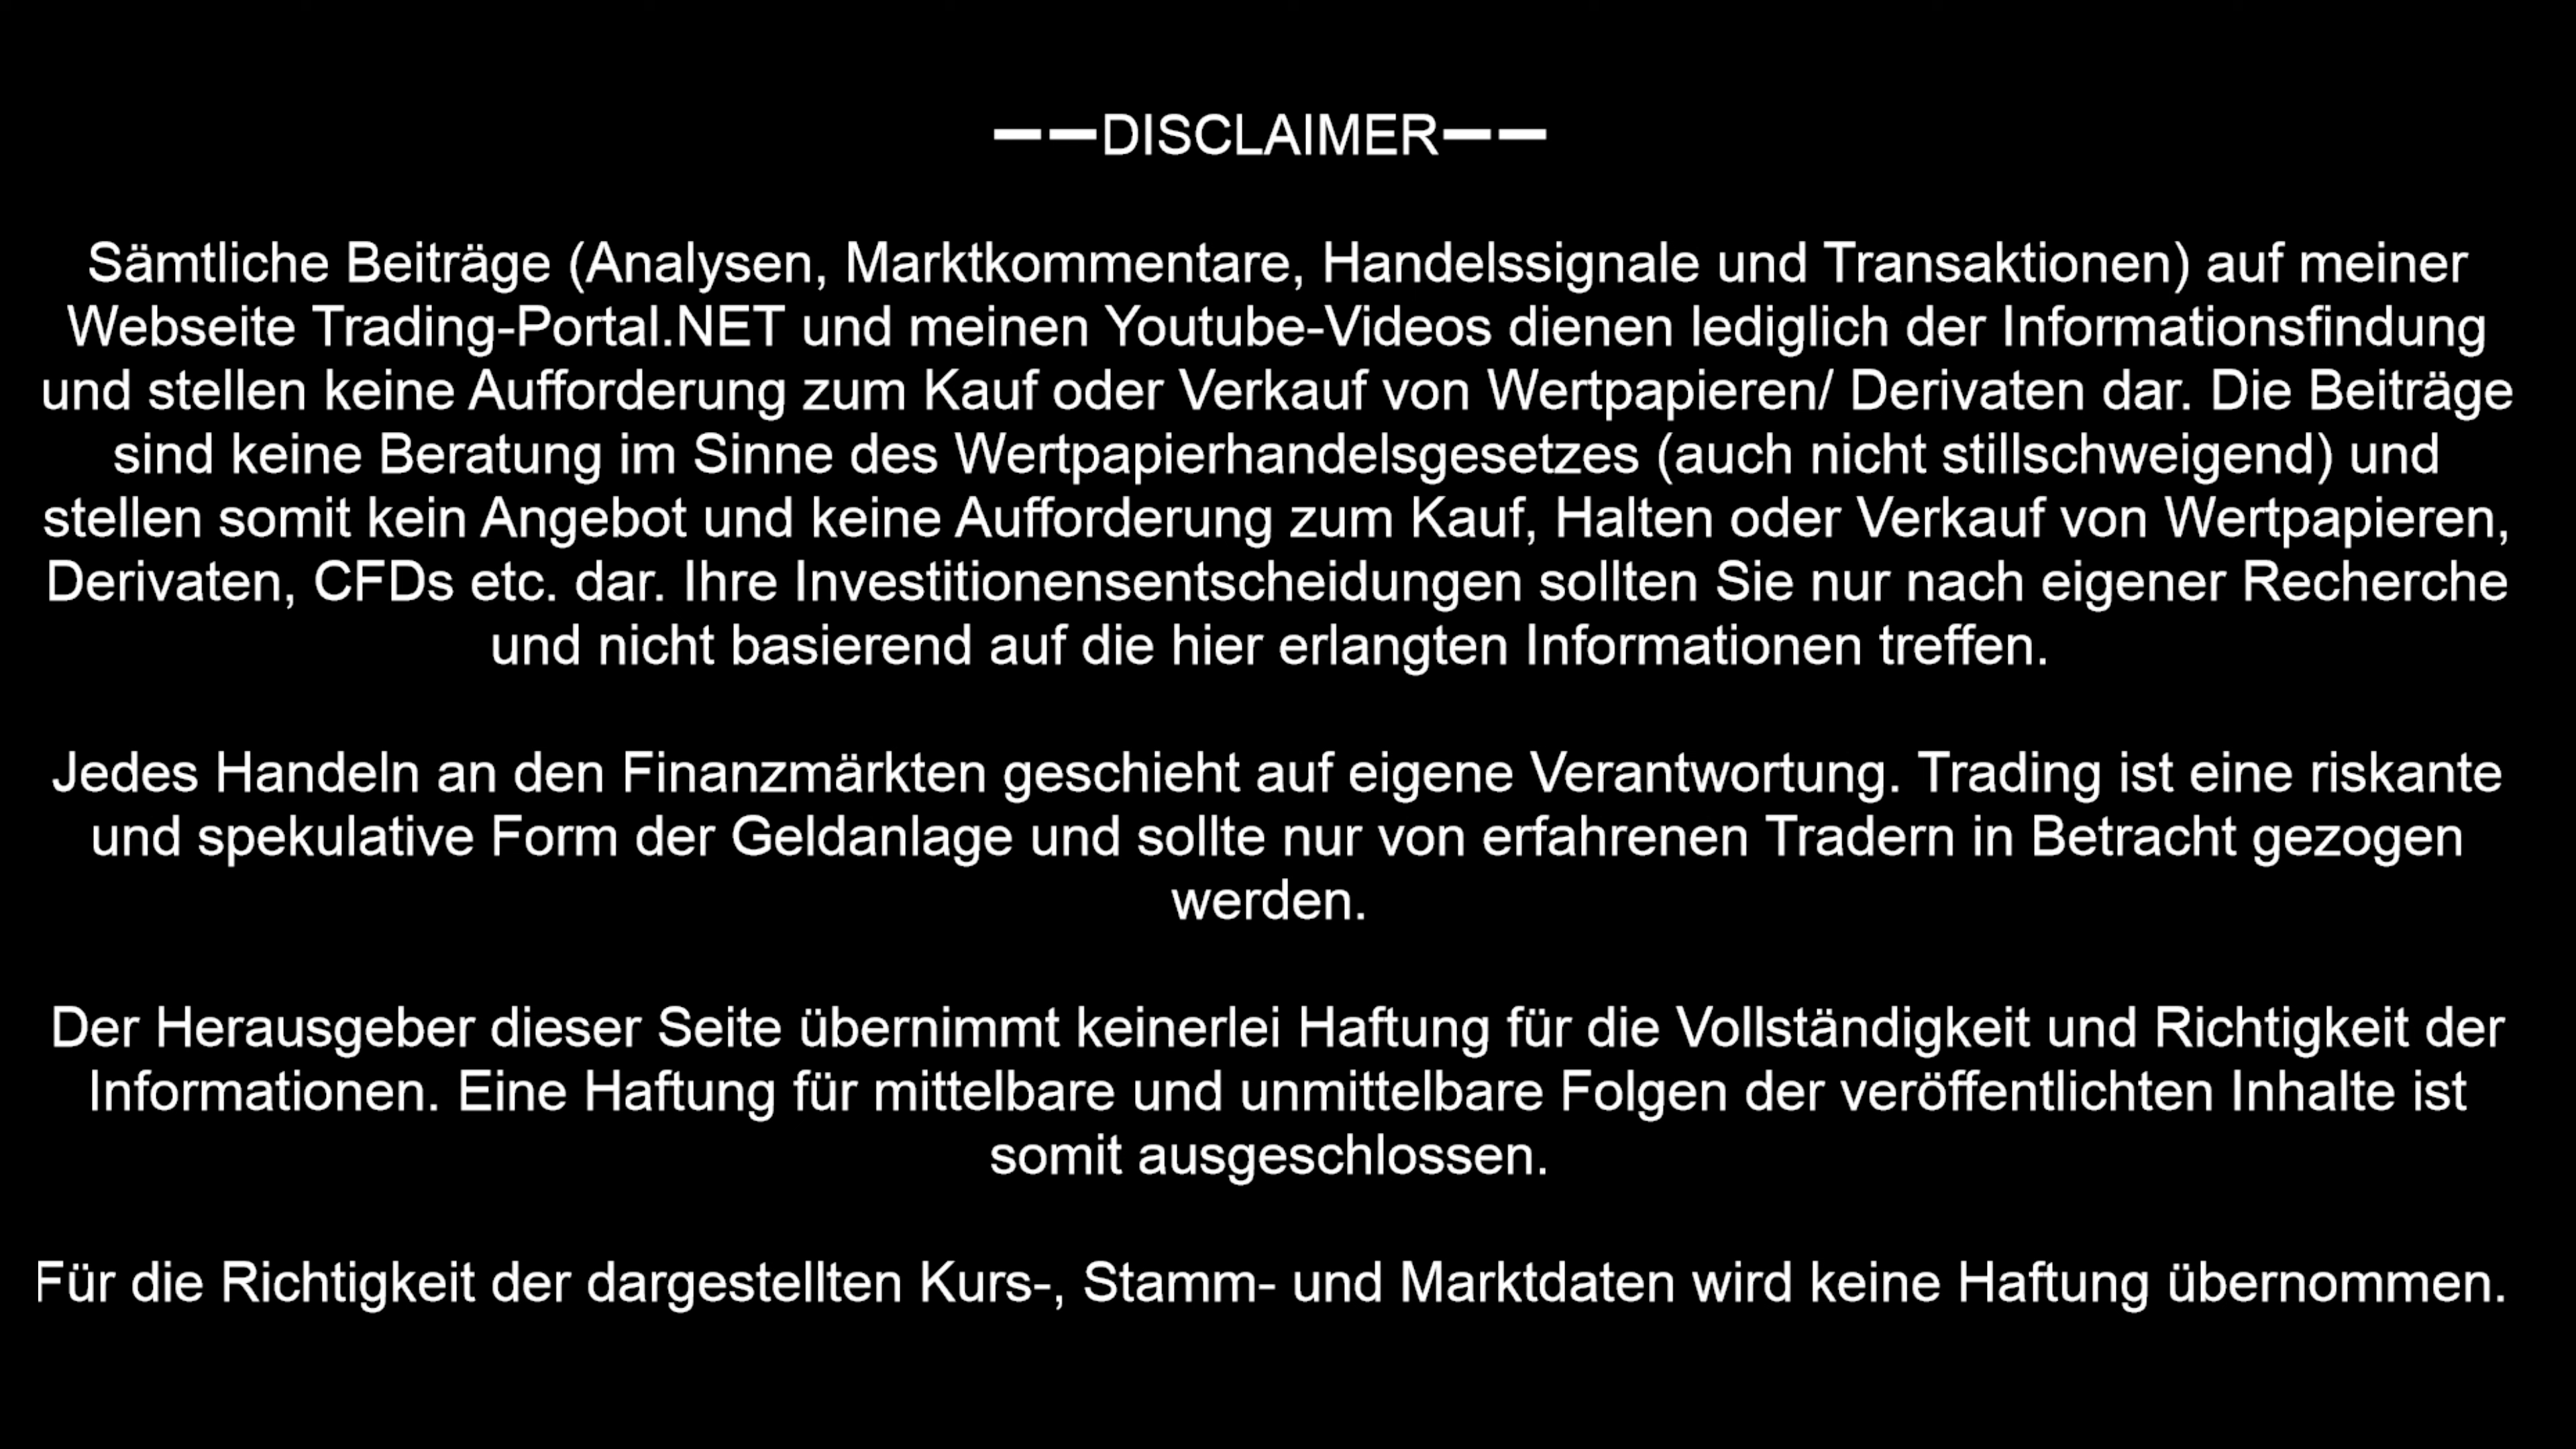 ——DISCLAIMER——
Sämtliche Beiträge (Analysen, Marktkommentare, Handelssignale und Transaktionen) auf meiner
Webseite Trading-Portal.NET und meinen Youtube-Videos dienen lediglich der Informationsfindung
und stellen keine Aufforderung zum Kauf oder Verkauf von Wertpapieren/ Derivaten dar. Die Beiträge
sind keine Beratung im Sinne des Wertpapierhandelsgesetzes (auch nicht stillschweigend) und
stellen somit kein Angebot und keine Aufforderung zum Kauf, Halten oder Verkauf von Wertpapieren,
Derivaten, CFDs etc. dar. Ihre Investitionensentscheidungen sollten Sie nur nach eigener Recherche
und nicht basierend auf die hier erlangten Informationen treffen.
Jedes Handeln an den Finanzmärkten geschieht auf eigene Verantwortung. Trading ist eine riskante
und spekulative Form der Geldanlage und sollte nur von erfahrenen Tradern in Betracht gezogen
werden.
Der Herausgeber dieser Seite übernimmt keinerlei Haftung für die Vollständigkeit und Richtigkeit der
Informationen. Eine Haftung für mittelbare und unmittelbare Folgen der veröffentlichten Inhalte ist
somit ausgeschlossen.
Für die Richtigkeit der dargestellten Kurs-, Stamm- und Marktdaten wird keine Haftung übernommen.